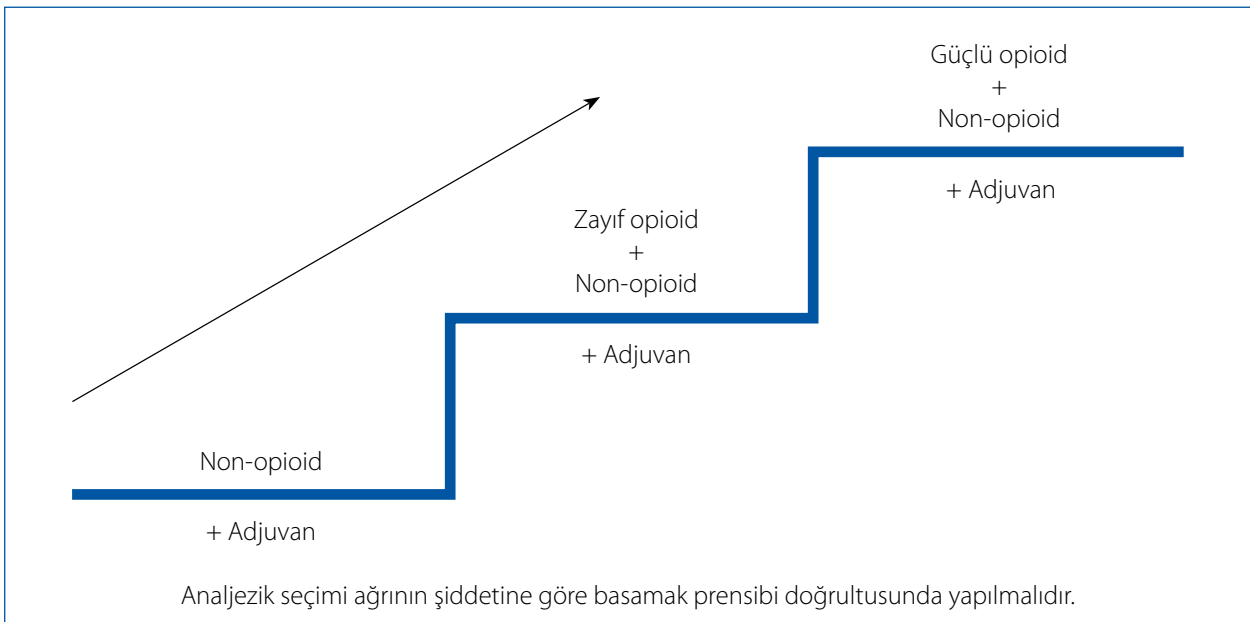 Güçlü opioid
+
Non-opioid
+ Adjuvan
Zayıf opioid
+
Non-opioid
+ Adjuvan
Non-opioid
+ Adjuvan
Analjezik seçimi ağrının şiddetine göre basamak prensibi doğrultusunda yapılmalıdır.